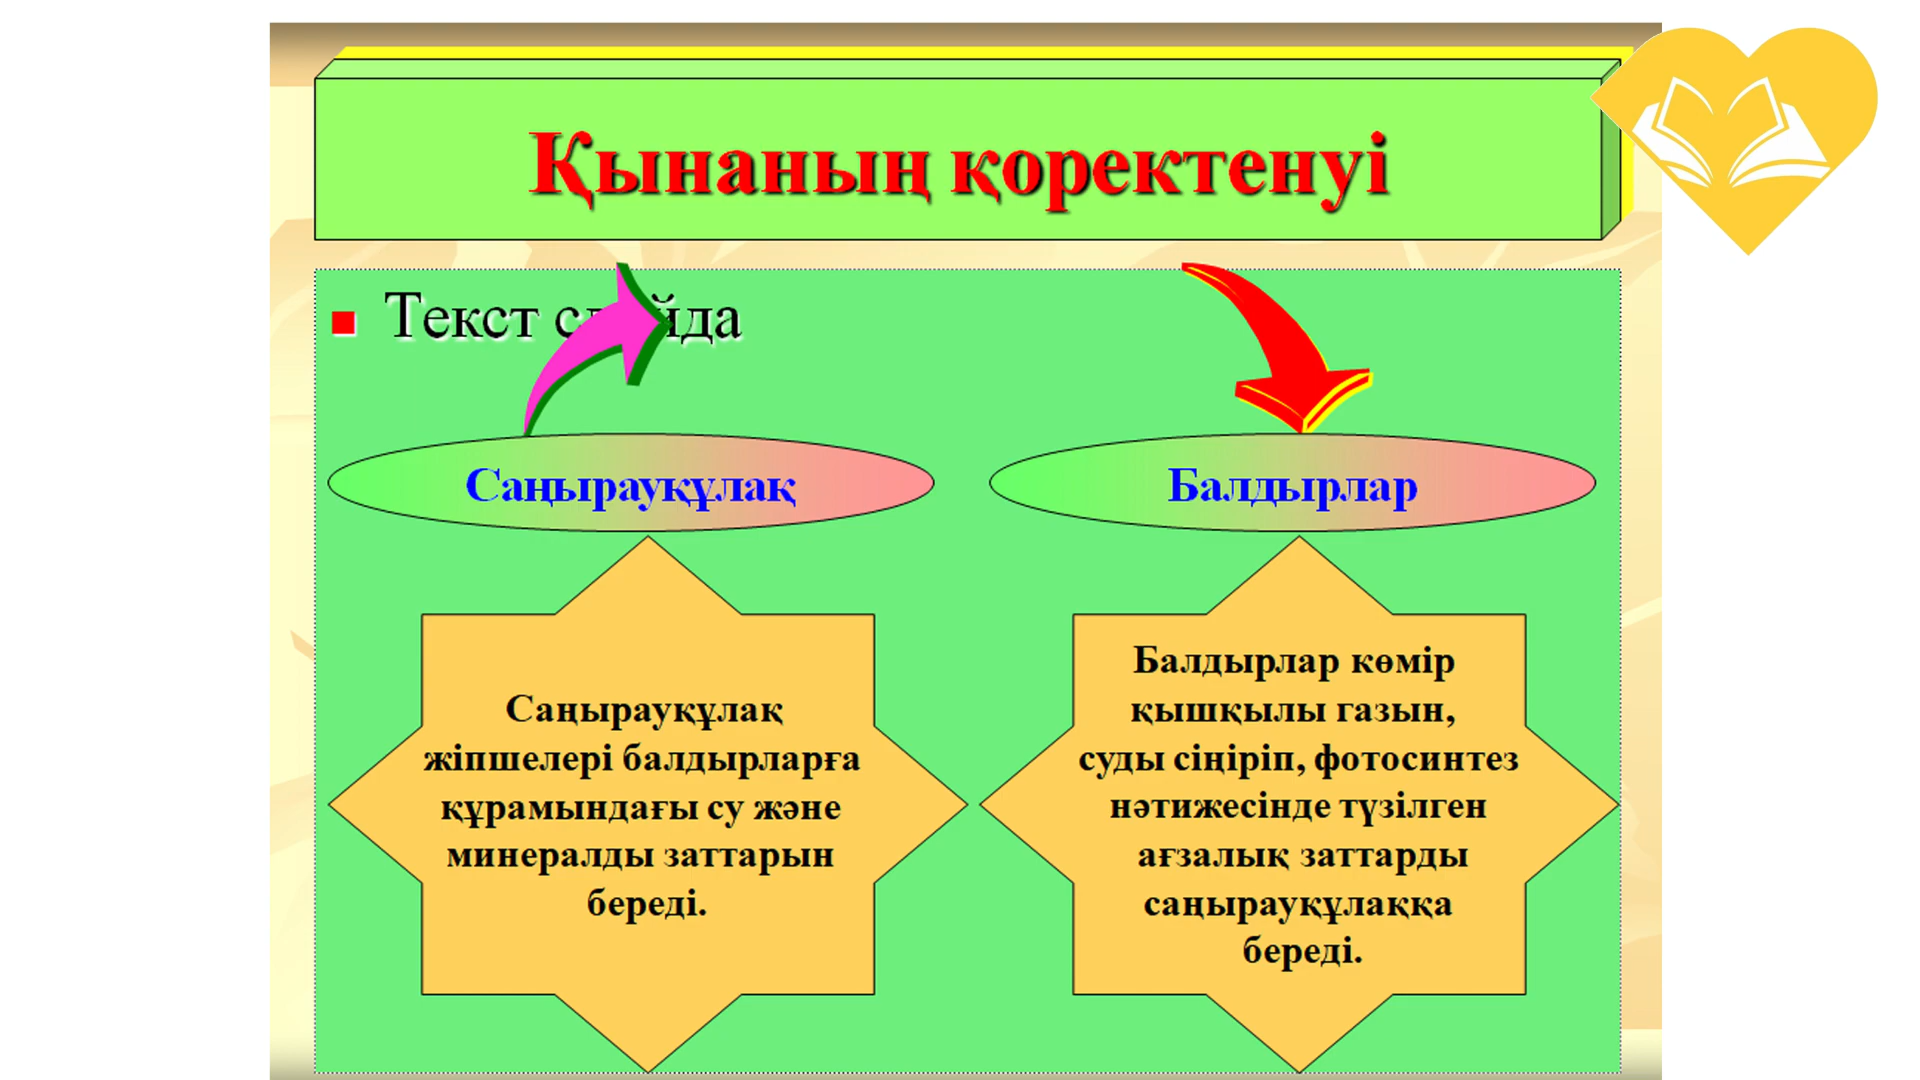 Қынаның қоректенуі
Текст слайда
Саңырауқұлақ
Балдырлар
Саңырауқұлақ
жіпшелері балдырларға
құрамындағы су және
минералды заттарын
береді.
Балдырлар көмір
қышқылы газын,
суды сіңіріп, фотосинтез
нәтижесінде түзілген
ағзалық заттарды
саңырауқұлаққа
береді.